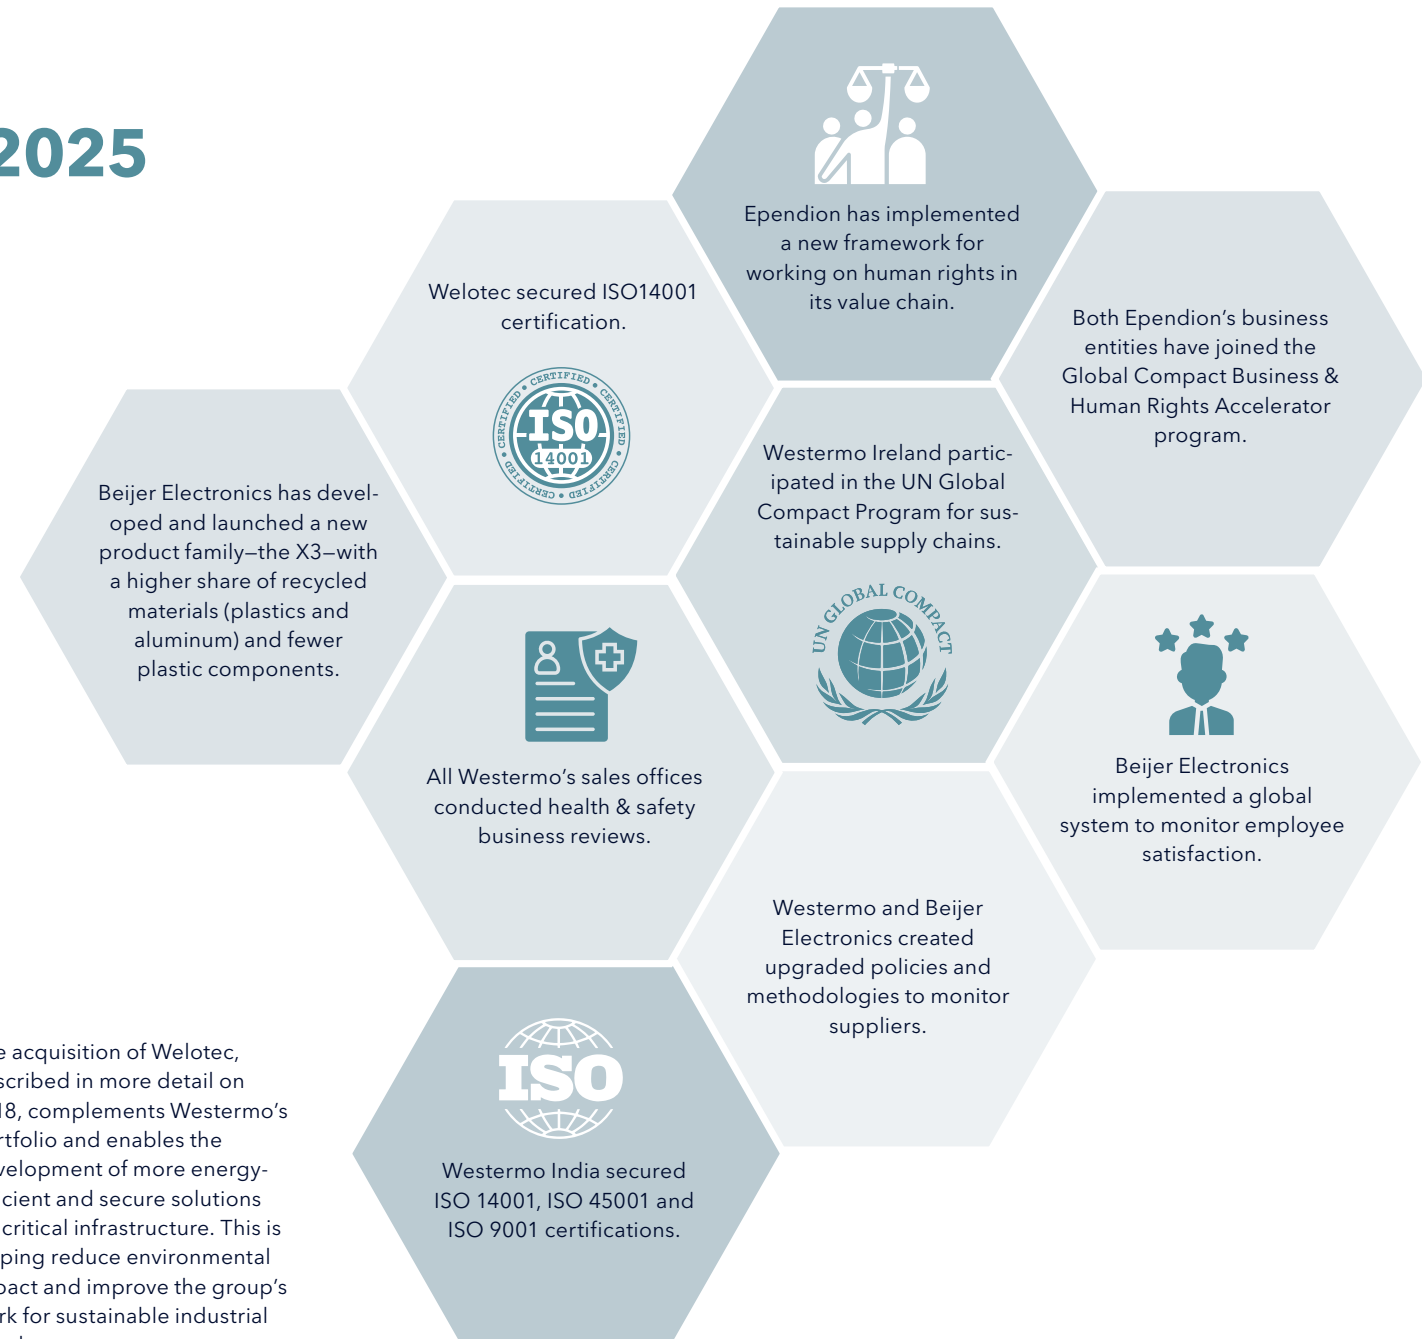 2025
Ependion has implemented
a new framework for
working on human rights in
its value chain.
Welotec secured ISO14001
certification.
CERTIFIED • CERTIFIED • CERTIFIED • CERTIFIED • CERTIFIED •
ISO
14001
Both Ependion’s business
entities have joined the
Global Compact Business &
Human Rights Accelerator
program.
Beijer Electronics has devel-
oped and launched a new
product family—the X3—with
a higher share of recycled
materials (plastics and
aluminum) and fewer
plastic components.
Westermo Ireland partic-
ipated in the UN Global
Compact Program for sus-
tainable supply chains.
UN GLOBAL COMPACT
All Westermo’s sales offices
conducted health & safety
business reviews.
Beijer Electronics
implemented a global
system to monitor employee
satisfaction.
Westermo and Beijer
Electronics created
upgraded policies and
methodologies to monitor
suppliers.
ISO
Westermo India secured
ISO 14001, ISO 45001 and
ISO 9001 certifications.
e acquisition of Welotec,
scribed in more detail on
18, complements Westermo’s
rtfolio and enables the
velopment of more energy-
cient and secure solutions
critical infrastructure. This is
ping reduce environmental
pact and improve the group’s
rk for sustainable industrial